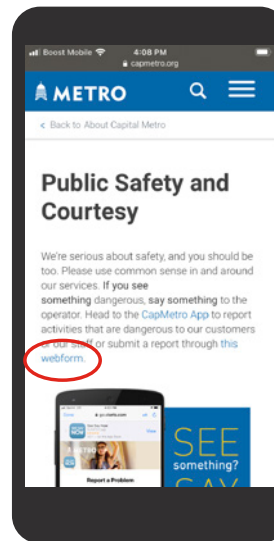 Boost Mobile 4:08 PM
capmetro.org
METRO
< Back to About Capital Metro
Public Safety and
Courtesy
We're serious about safety, and you should be
too. Please use common sense in and around
our services. If you see
something dangerous, say something to the
operator. Head to the CapMetro App to report
activities that are dangerous to our customers
or our staff or submit a report through this
webform.
METRO
Report a Problem
SEE
something?
SAY